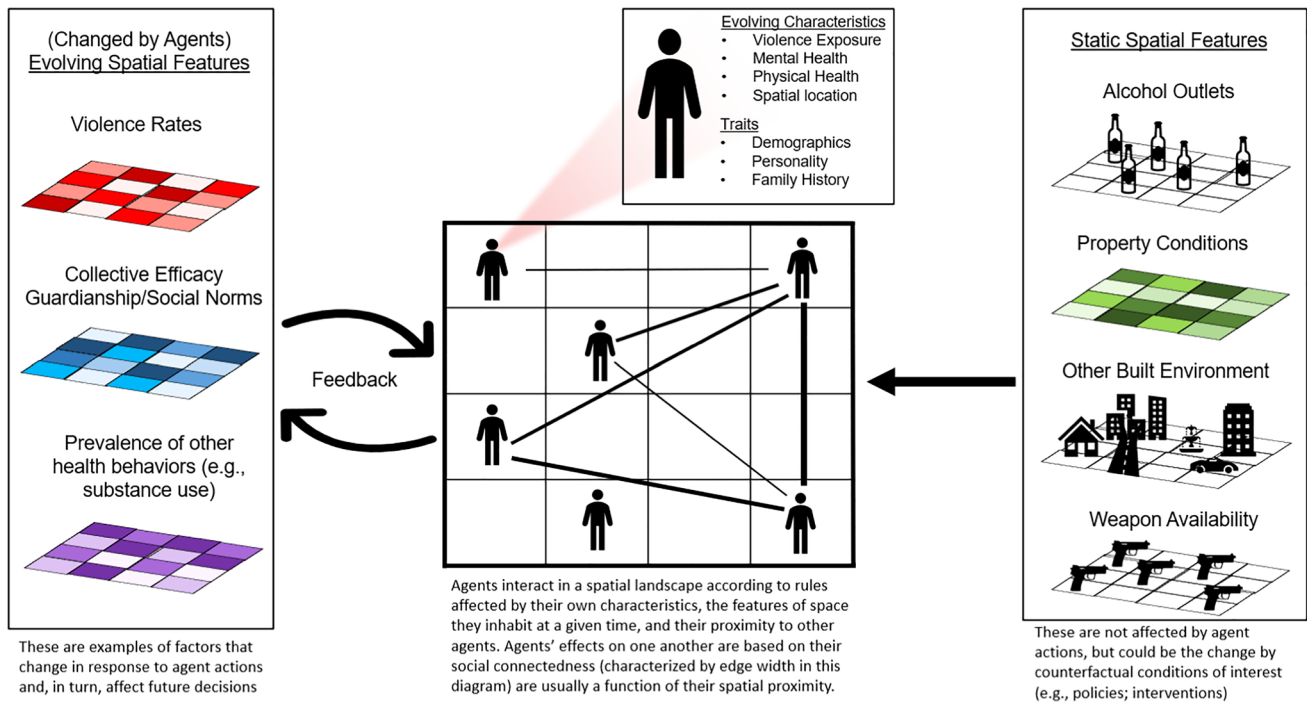 (Changed by Agents)
Evolving Spatial Features
Violence Rates
Collective Efficacy
Guardianship/Social Norms
Prevalence of other
health behaviors (e.g.,
substance use)
These are examples of factors that
change in response to agent actions
and, in turn, affect future decisions
Feedback
Evolving Characteristics
• Violence Exposure
• Mental Health
• Physical Health
• Spatial location
Traits
• Demographics
• Personality
• Family History
Agents interact in a spatial landscape according to rules
affected by their own characteristics, the features of space
they inhabit at a given time, and their proximity to other
agents. Agents’ effects on one another are based on their
social connectedness (characterized by edge width in this
diagram) are usually a function of their spatial proximity.
Static Spatial Features
Alcohol Outlets
Property Conditions
Other Built Environment
Weapon Availability
These are not affected by agent
actions, but could be the change by
counterfactual conditions of interest
(e.g., policies; interventions)